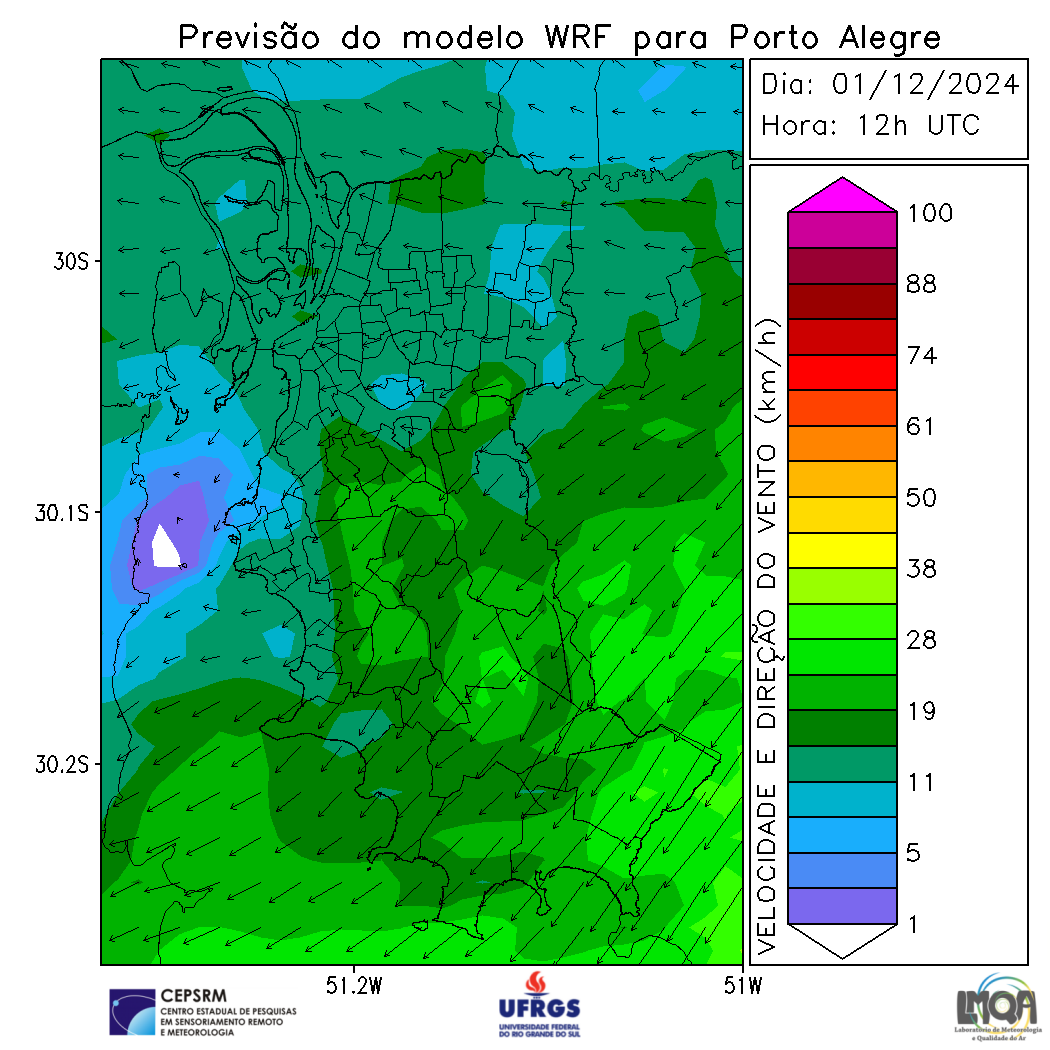 Previsão do modelo WRF para Porto Alegre
Dia: 01/12/2024
Hora: 12h UTC
30S
30.1S
30.2S
51.2W
51W
VELOCIDADE E DIREÇÃO DO VENTO (km/h)
100
88
74
61
50
38
28
19
11
5
1
CEPSRM
CENTRO ESTADUAL DE PESQUISAS
EM SENSORIAMENTO REMOTO
E METEOROLOGIA
UFRGS
UNIVERSIDADE FEDERAL
DO RIO GRANDE DO SUL
LMQA
Laboratório de Meteorologia
e Qualidade do Ar